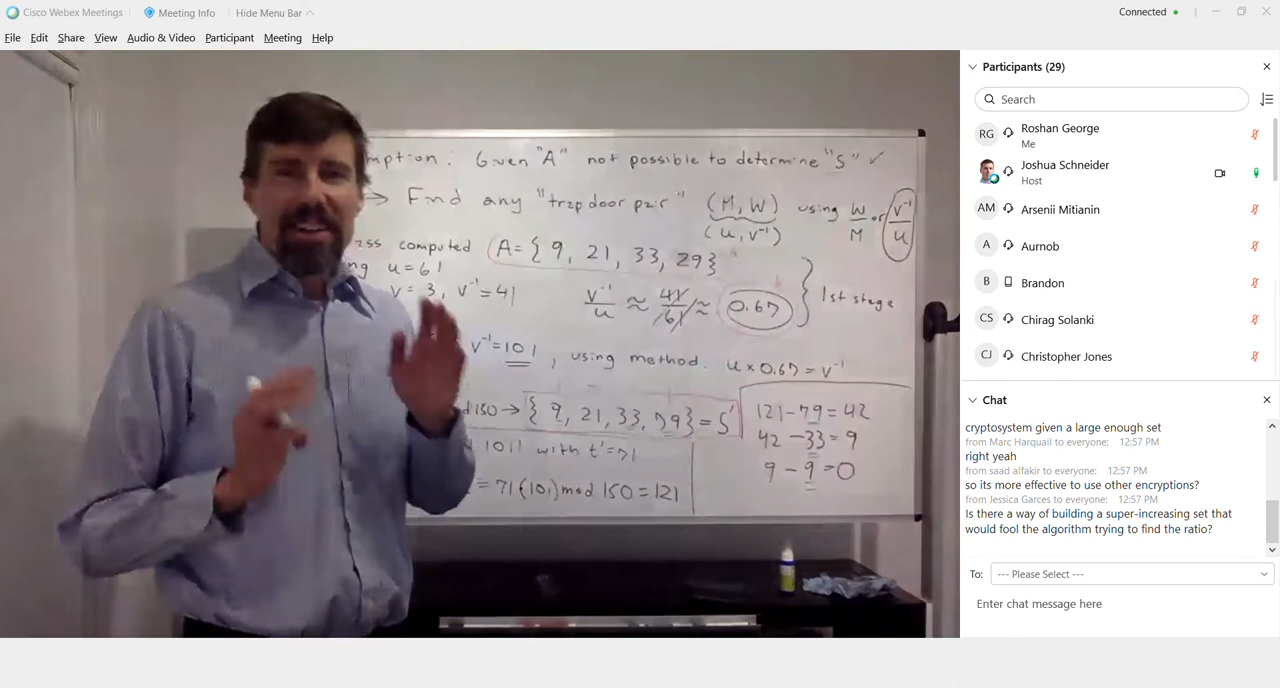 Cisco Webex Meetings
Meeting Info
Hide Menu Bar
Connected
File Edit Share View Audio & Video Participant Meeting Help
mption: Given "A" not possible to determine "S" ✓
→ Find any "trapdoor pair" (M, W) using W/M or v⁻¹/u
(u, v⁻¹)
ass computed A = { 9, 21, 33, 29}
ng u = 61
v = 3, v⁻¹ = 41
v⁻¹/u ≈ 41/61 ≈ 0.67
1st stage
v⁻¹ = 101, using method. u x 0.67 = v⁻¹
d 150 → { 9, 21, 33, 79} = S'
1011 with t' = 71
= 71(101) mod 150 = 121
121 - 79 = 42
42 - 33 = 9
9 - 9 = 0
Participants (29)
Search
RG
Roshan George
Me
Joshua Schneider
Host
AM
Arsenii Mitianin
A
Aurnob
B
Brandon
CS
Chirag Solanki
CJ
Christopher Jones
Chat
cryptosystem given a large enough set
from Marc Harquail to everyone: 12:57 PM
right yeah
from saad alfakir to everyone: 12:57 PM
so its more effective to use other encryptions?
from Jessica Garces to everyone: 12:57 PM
Is there a way of building a super-increasing set that
would fool the algorithm trying to find the ratio?
To: --- Please Select ---
Enter chat message here